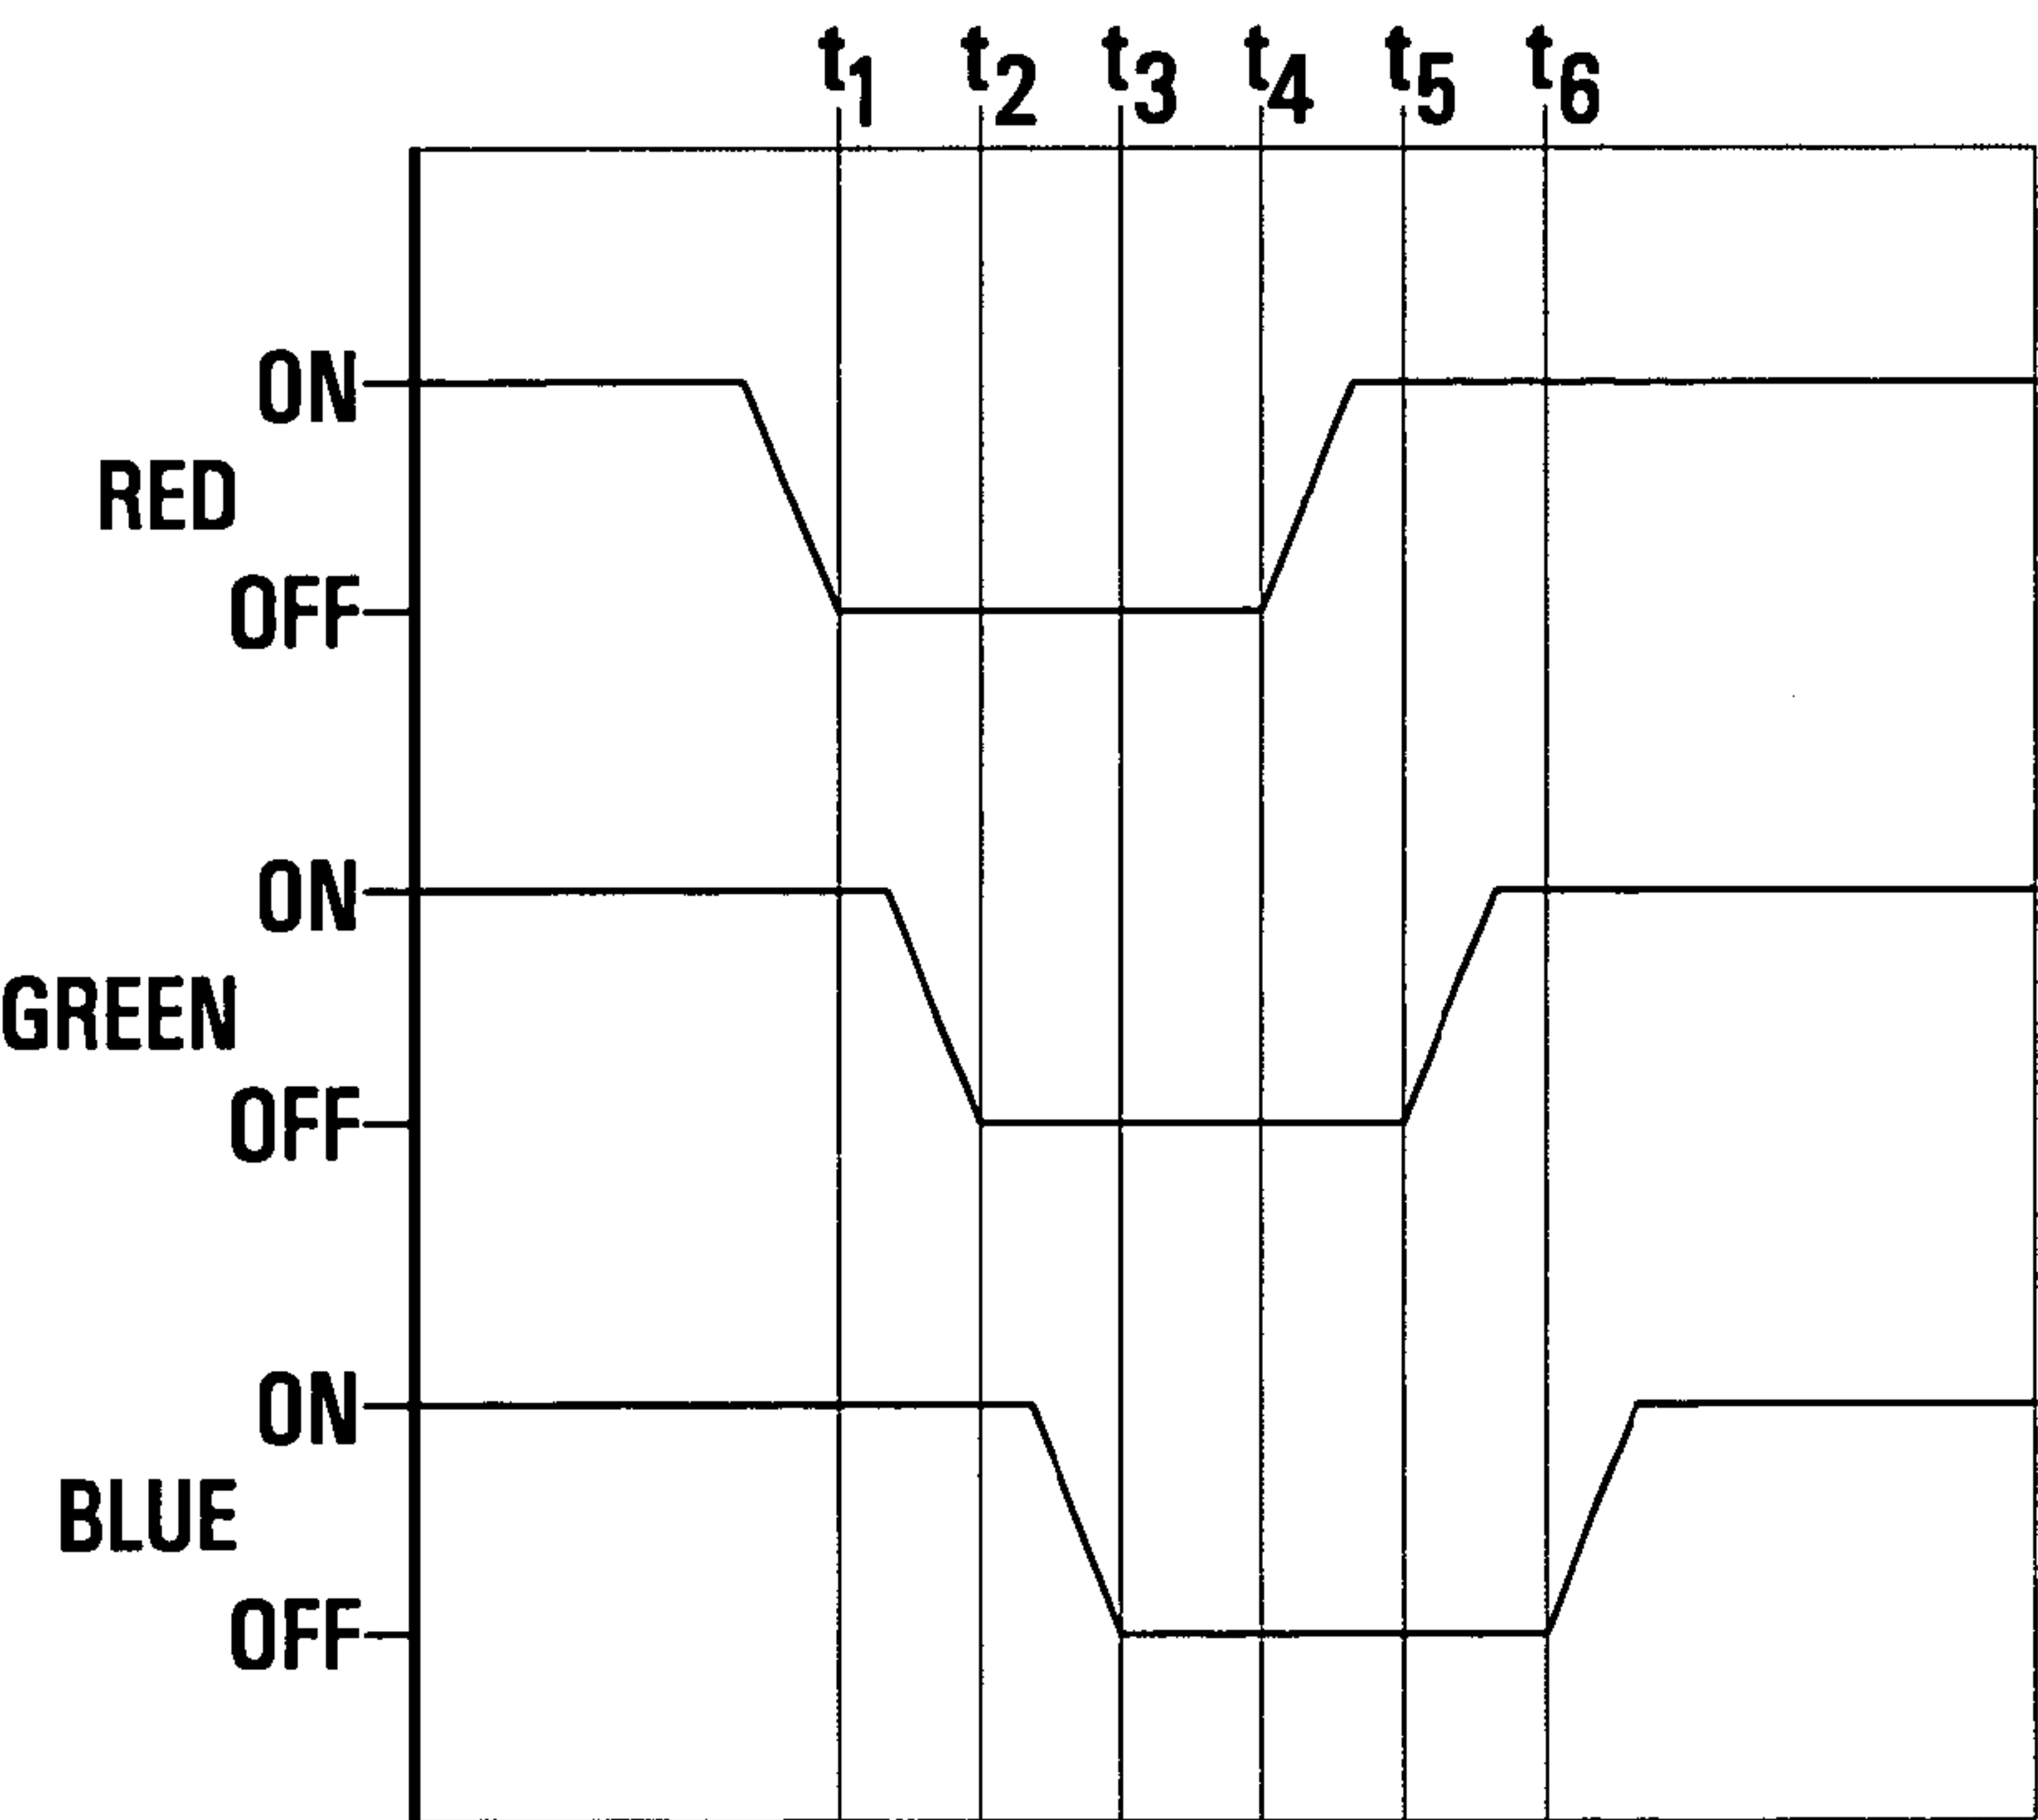 t1 t2 t3 t4 t5 t6
ON
RED
OFF
ON
GREEN
OFF
ON
BLUE
OFF